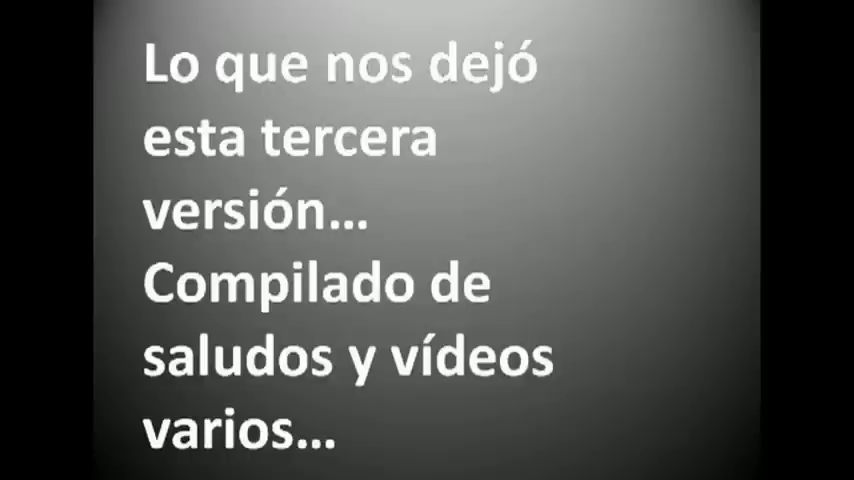 Lo que nos dejó
esta tercera
versión...
Compilado de
saludos y vídeos
varios...